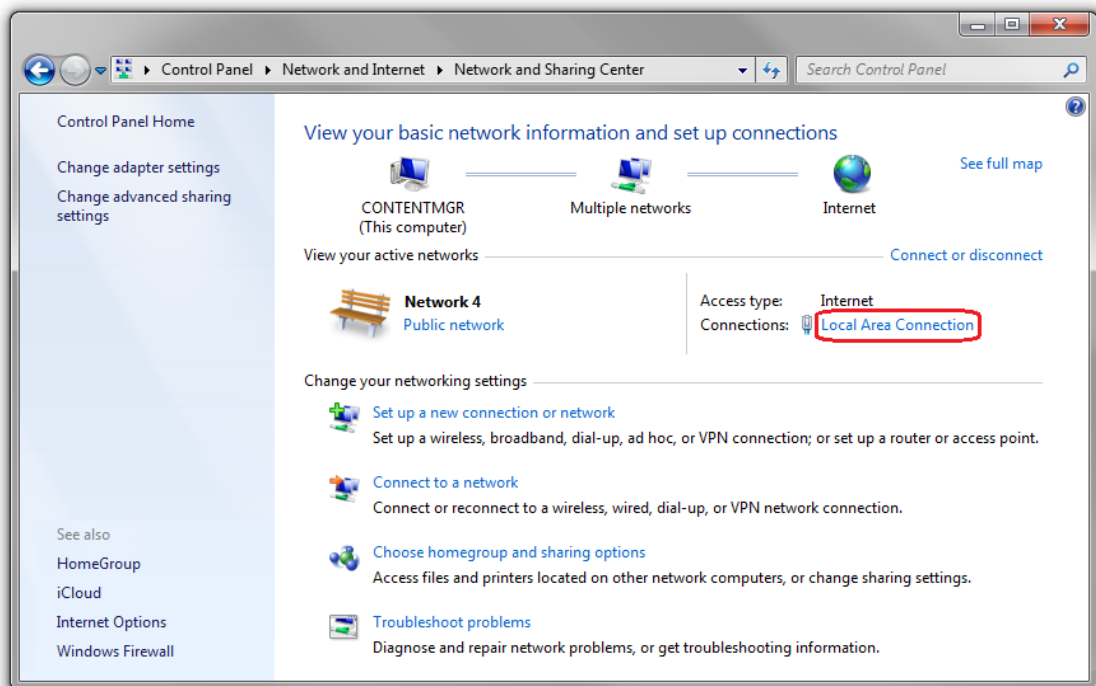 Control Panel Network and Internet Network and Sharing Center
Search Control Panel
Control Panel Home
Change adapter settings
Change advanced sharing
settings
See also
HomeGroup
iCloud
Internet Options
Windows Firewall
View your basic network information and set up connections
See full map
CONTENTMGR
(This computer)
Multiple networks
Internet
View your active networks
Connect or disconnect
Network 4
Public network
Access type: Internet
Connections: Local Area Connection
Change your networking settings
Set up a new connection or network
Set up a wireless, broadband, dial-up, ad hoc, or VPN connection; or set up a router or access point.
Connect to a network
Connect or reconnect to a wireless, wired, dial-up, or VPN network connection.
Choose homegroup and sharing options
Access files and printers located on other network computers, or change sharing settings.
Troubleshoot problems
Diagnose and repair network problems, or get troubleshooting information.